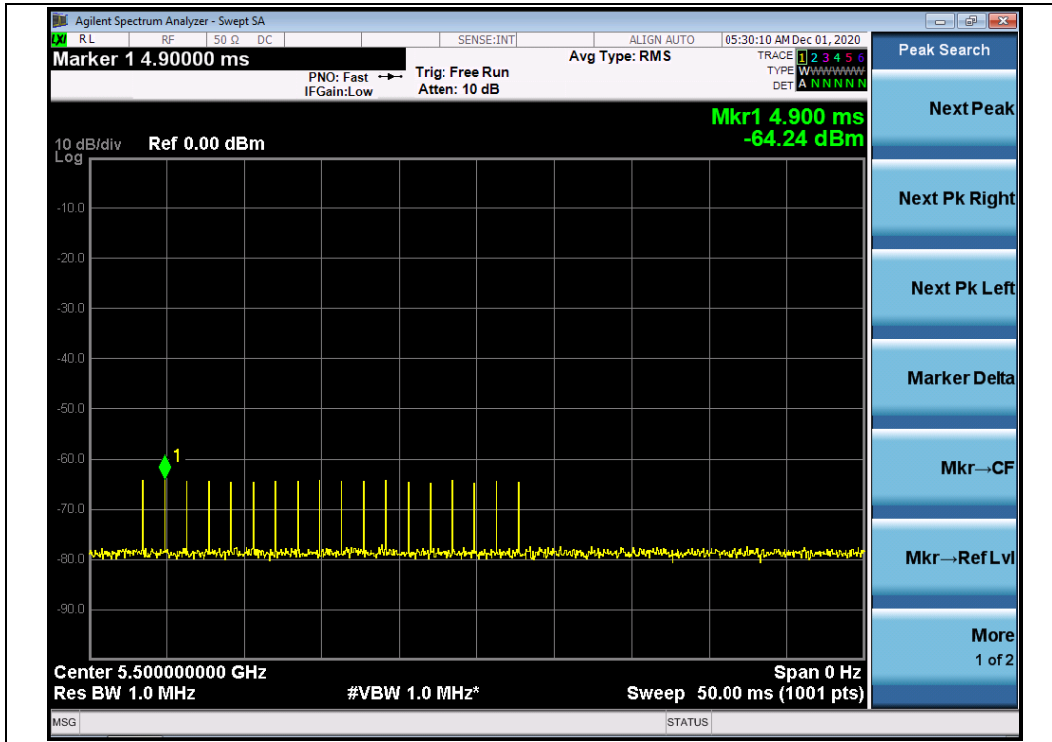 Agilent Spectrum Analyzer - Swept SA
LXI RL RF 50 Ω DC SENSE:INT ALIGN AUTO 05:30:10 AM Dec 01, 2020
Marker 1 4.90000 ms
PNO: Fast
IFGain:Low
Trig: Free Run
Atten: 10 dB
Avg Type: RMS
TRACE 1 2 3 4 5 6
TYPE WWWWWW
DET A N N N N N
Mkr1 4.900 ms
-64.24 dBm
10 dB/div Ref 0.00 dBm
Log
-10.0
-20.0
-30.0
-40.0
-50.0
-60.0
-70.0
-80.0
-90.0
1
Center 5.500000000 GHz Span 0 Hz
Res BW 1.0 MHz #VBW 1.0 MHz* Sweep 50.00 ms (1001 pts)
MSG STATUS
Peak Search
Next Peak
Next Pk Right
Next Pk Left
Marker Delta
Mkr→CF
Mkr→Ref Lvl
More
1 of 2